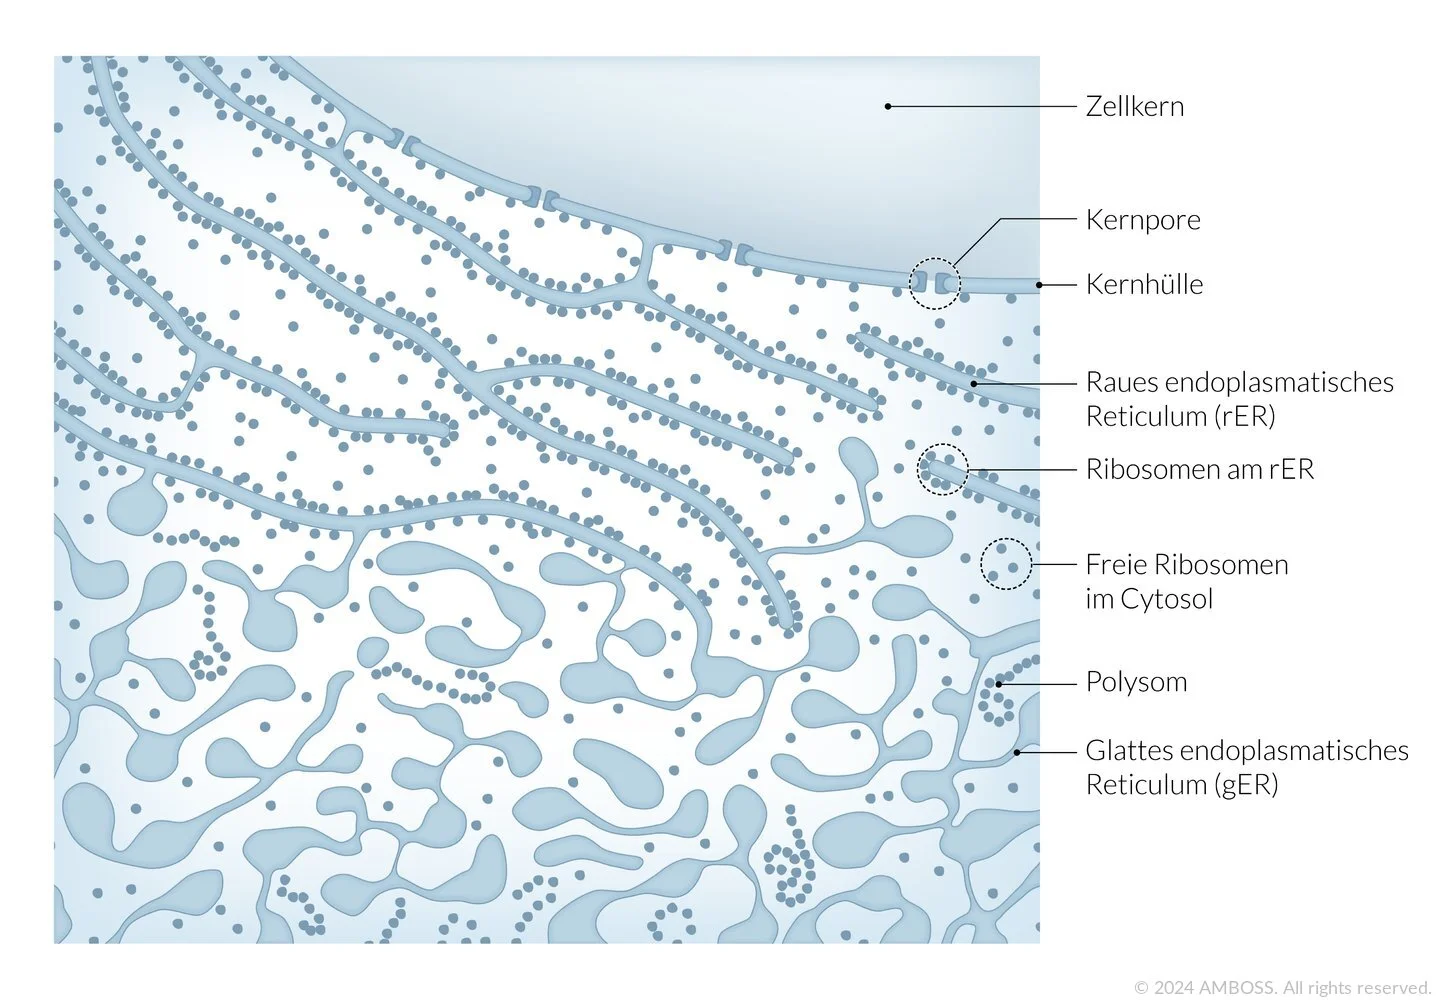 Zellkern
Kernpore
Kernhülle
Raues endoplasmatisches
Reticulum (rER)
Ribosomen am rER
Freie Ribosomen
im Cytosol
Polysom
Glattes endoplasmatisches
Reticulum (gER)
© 2024 AMBOSS. All rights reserved.